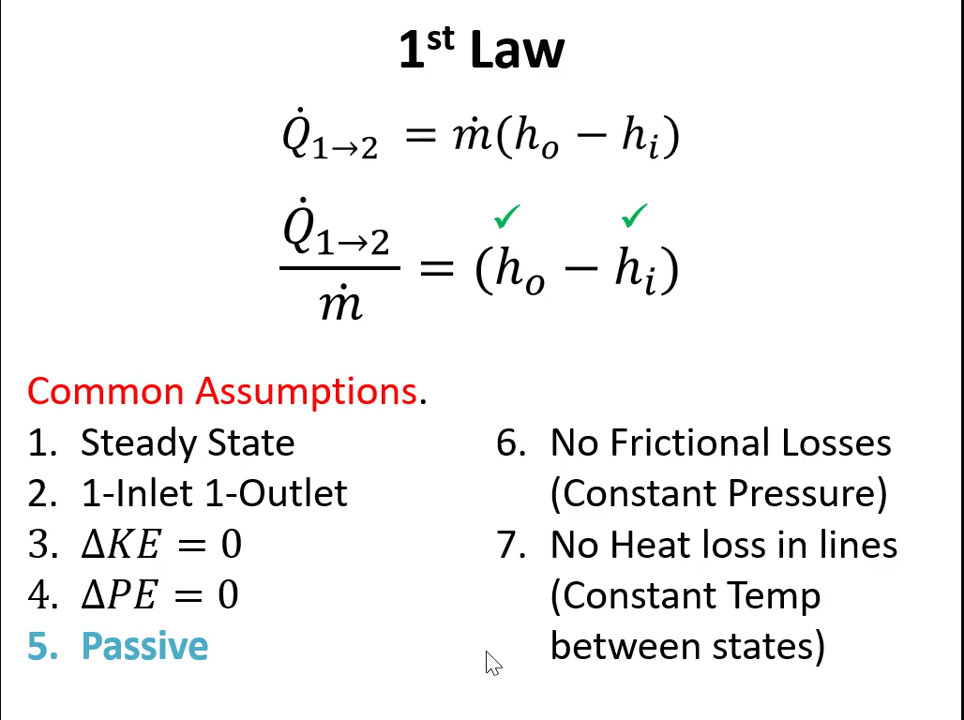 1st Law
Q̇₁→₂ = ṁ(hₒ − hᵢ)
Q̇₁→₂ / ṁ = (hₒ − hᵢ)
✓ ✓
Common Assumptions.
1. Steady State
2. 1-Inlet 1-Outlet
3. Δ𝐾𝐸 = 0
4. Δ𝑃𝐸 = 0
5. Passive
6. No Frictional Losses
(Constant Pressure)
7. No Heat loss in lines
(Constant Temp
between states)